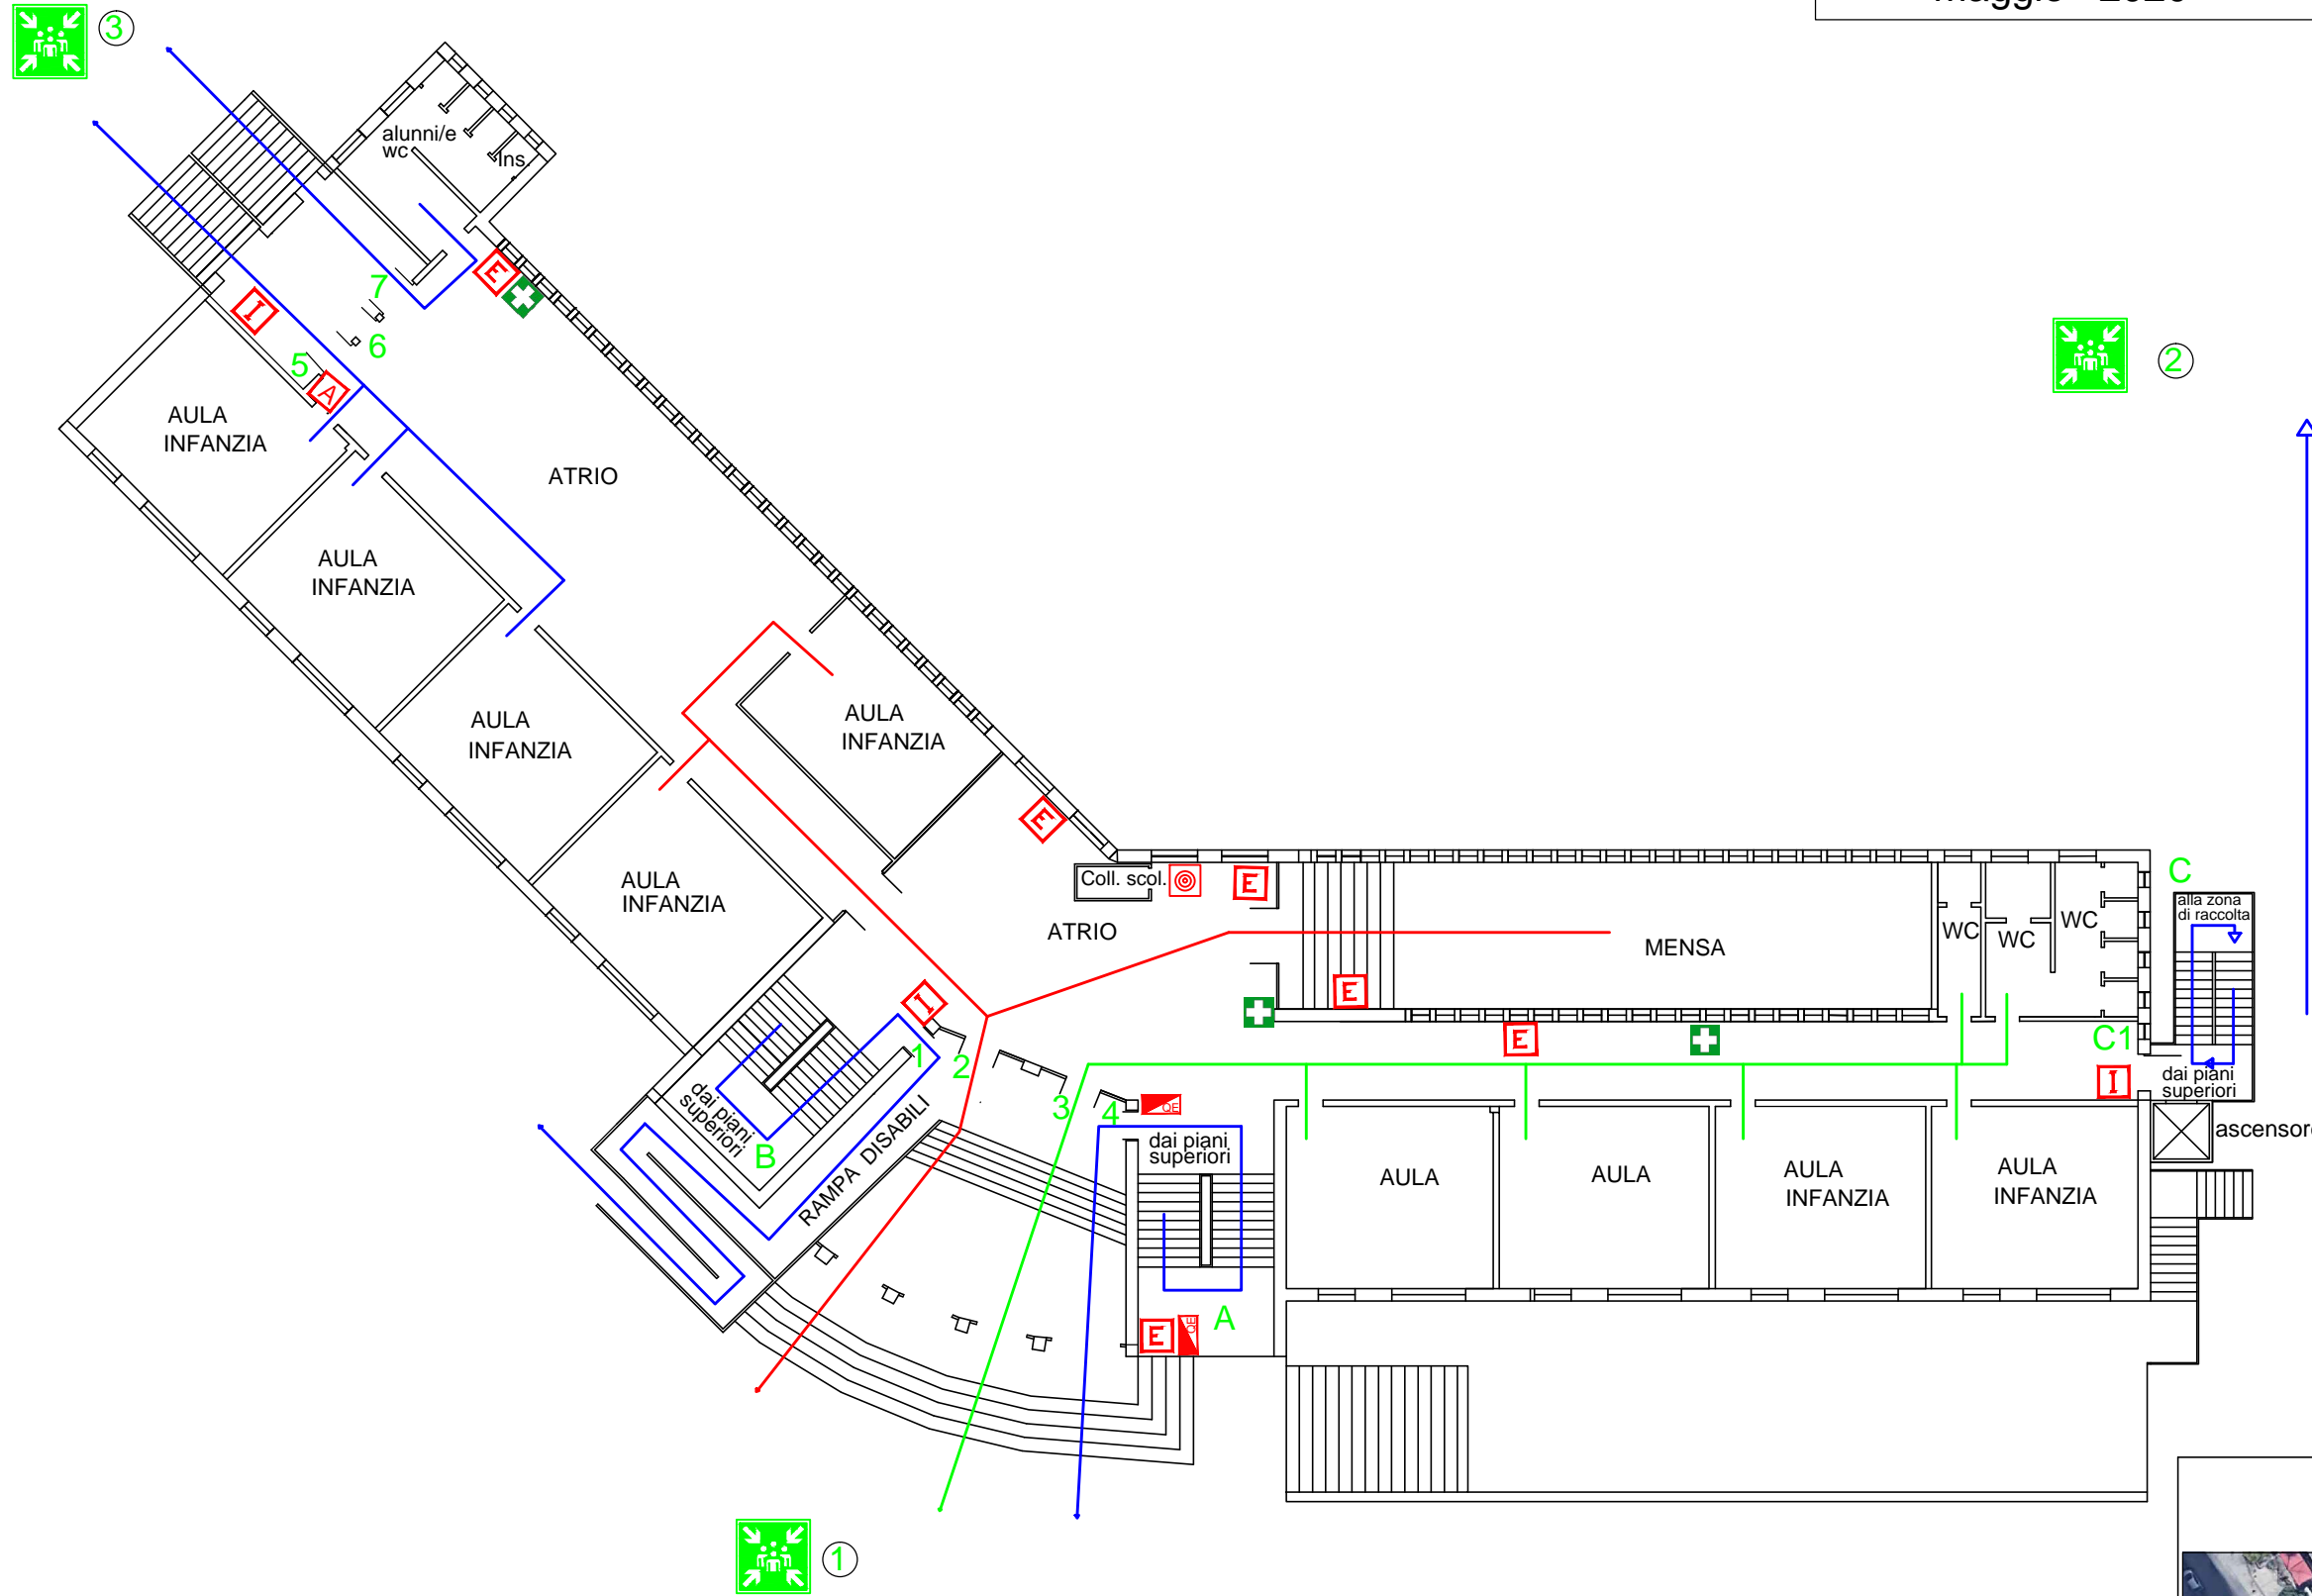 3
alunni/e
wc
Ins.
E
7
I
6
5
A
2
AULA
INFANZIA
ATRIO
AULA
INFANZIA
AULA
INFANZIA
AULA
INFANZIA
E
AULA
INFANZIA
Coll. scol.
E
C
alla zona
di raccolta
ATRIO
MENSA
WC
WC
WC
E
I
E
C1
1
2
I
dai piani
superiori
3
4
QE
dai piani
superiori
B
RAMPA DISABILI
dai piani
superiori
ascensore
AULA
AULA
AULA
INFANZIA
AULA
INFANZIA
E
QE
A
1